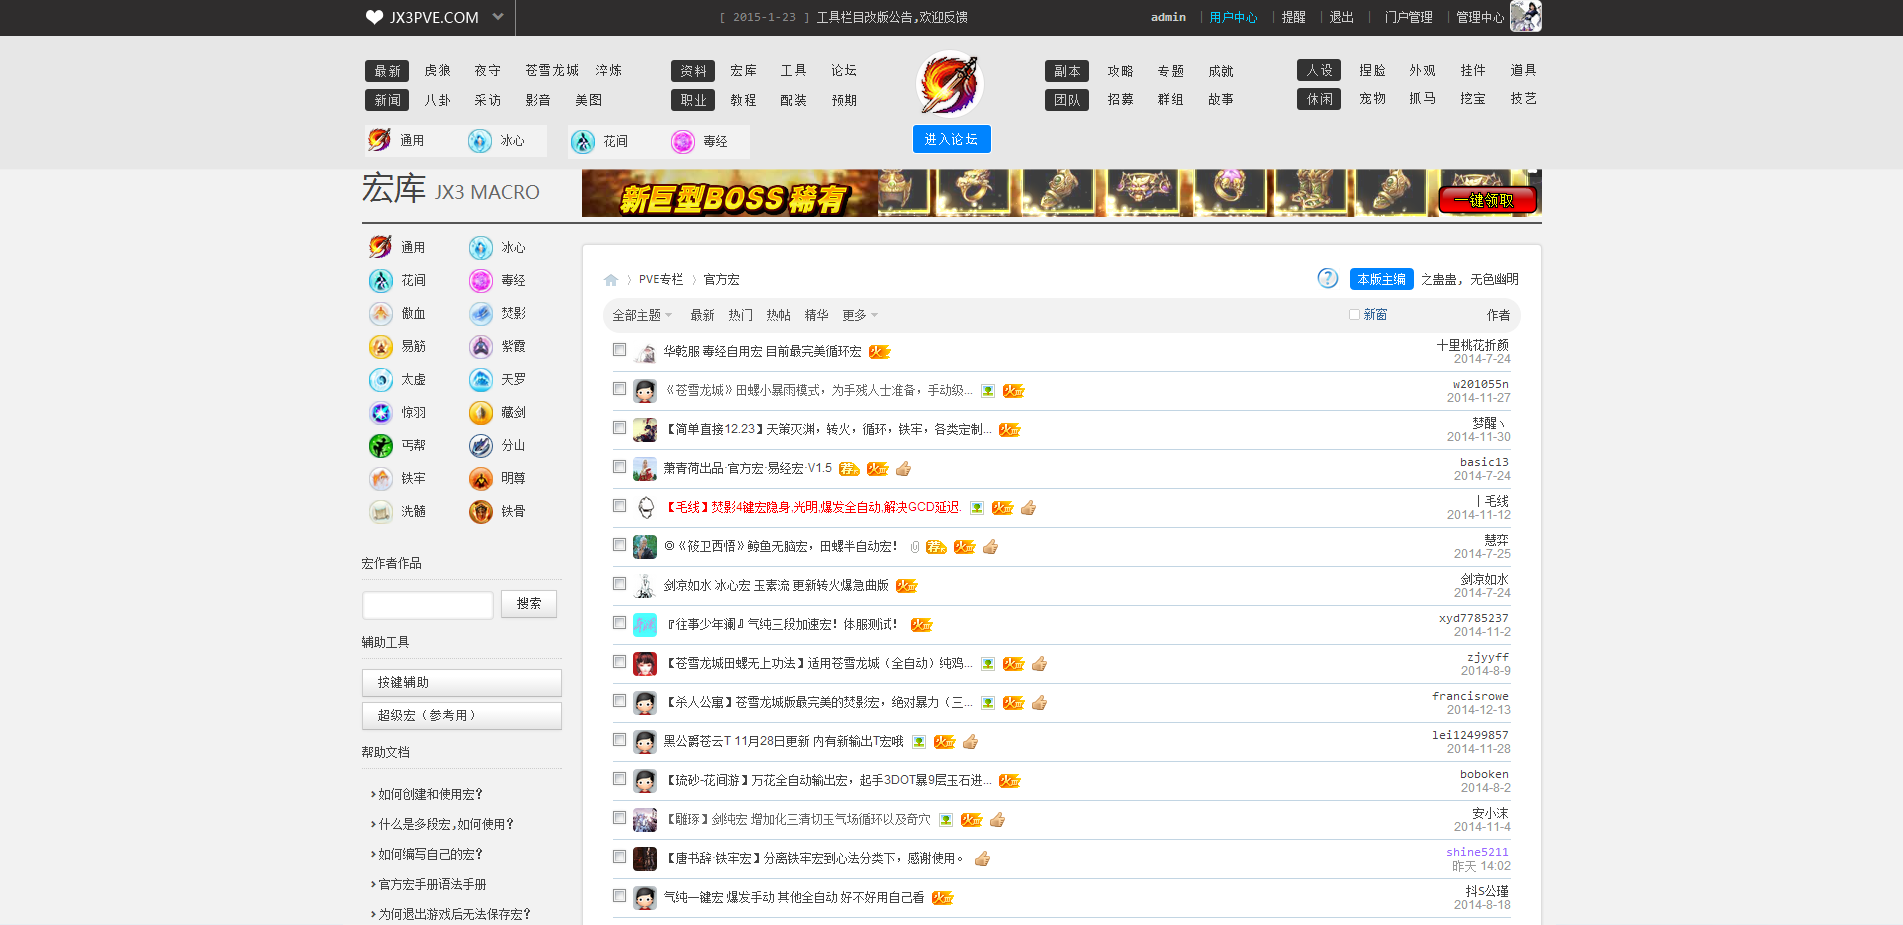 JX3PVE.COM
[ 2015-1-23 ] 工具栏目改版公告,欢迎反馈
admin | 用户中心 | 提醒 | 退出 | 门户管理 | 管理中心
最新 虎狼 夜守 苍雪龙城 淬炼
新闻 八卦 采访 影音 美图
资料 宏库 工具 论坛
职业 教程 配装 预期
进入论坛
副本 攻略 专题 成就
团队 招募 群组 故事
人设 捏脸 外观 挂件 道具
休闲 宠物 抓马 挖宝 技艺
通用 冰心 花间 毒经
宏库 JX3 MACRO
新巨型BOSS稀有
一键领取
通用 冰心
花间 毒经
傲血 焚影
易筋 紫霞
太虚 天罗
惊羽 藏剑
丐帮 分山
铁牢 明尊
洗髓 铁骨
宏作者作品
搜索
辅助工具
按键辅助
超级宏（参考用）
帮助文档
如何创建和使用宏？
什么是多段宏,如何使用？
如何编写自己的宏？
官方宏手册语法手册
为何退出游戏后无法保存宏？
PVE专栏 〉 官方宏
本版主编 之蛊蛊, 无色幽明
全部主题 最新 热门 热帖 精华 更多 新窗 作者
华乾服 毒经自用宏 目前最完美循环宏 火 十里桃花折颜
2014-7-24
《苍雪龙城》田螺小暴雨模式，为手残人士准备，手动级... 火 w201055n
2014-11-27
【简单直接12.23】天策灭渊，转火，循环，铁牢，各类定制... 火 梦醒丶
2014-11-30
萧青荷出品·官方宏·易经宏·V1.5 荐 火 basic13
2014-7-24
【毛线】焚影4键宏隐身,光明,爆发全自动,解决GCD延迟. 火 丨毛线
2014-11-12
◎《筱卫西悟》鲸鱼无脑宏，田螺半自动宏！ 荐 火 慧弈
2014-7-25
剑凉如水 冰心宏 玉素流 更新转火爆急曲版 火 剑凉如水
2014-7-24
『往事少年澜』气纯三段加速宏！体服测试！ 火 xyd7785237
2014-11-2
【苍雪龙城田螺无上功法】适用苍雪龙城（全自动）纯鸡... 火 zjyyff
2014-8-9
【杀人公寓】苍雪龙城版最完美的焚影宏，绝对暴力（三... 火 francisrowe
2014-12-13
黑公爵苍云T 11月28日更新 内有新输出T宏哦 火 lei12499857
2014-11-28
【琉砂-花间游】万花全自动输出宏，起手3DOT暴9层玉石进... 火 boboken
2014-8-2
【雕琢】剑纯宏 增加化三清切玉气场循环以及奇穴 火 安小沫
2014-11-4
【唐书辞·铁牢宏】分离铁牢宏到心法分类下，感谢使用。 shine5211
昨天 14:02
气纯一键宏 爆发手动 其他全自动 好不好用自己看 火 抖S公瑾
2014-8-18